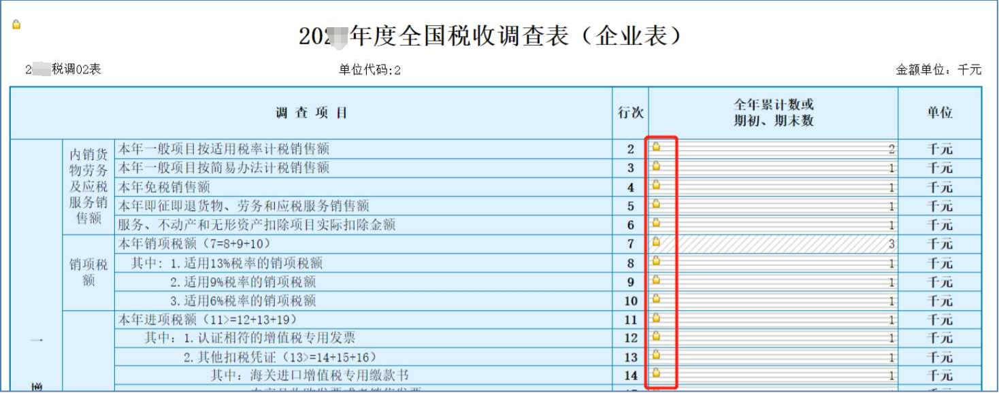 年度全国税收调查表（企业表）
税调02表 单位代码:2 金额单位：千元
调 查 项 目 行次 全年累计数或 单位
期初、期末数
内销货
物劳务
及应税
服务销
售额
本年一般项目按适用税率计税销售额 2 2 千元
本年一般项目按简易办法计税销售额 3 1 千元
本年免税销售额 4 1 千元
本年即征即退货物、劳务和应税服务销售额 5 1 千元
服务、不动产和无形资产扣除项目实际扣除金额 6 1 千元
销项税
额
本年销项税额（7=8+9+10） 7 3 千元
其中: 1.适用13%税率的销项税额 8 1 千元
2.适用9%税率的销项税额 9 1 千元
3.适用6%税率的销项税额 10 1 千元
本年进项税额（11>=12+13+19） 11 1 千元
一 其中：1.认证相符的增值税专用发票 12 1 千元
2.其他扣税凭证（13>=14+15+16） 13 1 千元
其中：海关进口增值税专用缴款书 14 1 千元
增